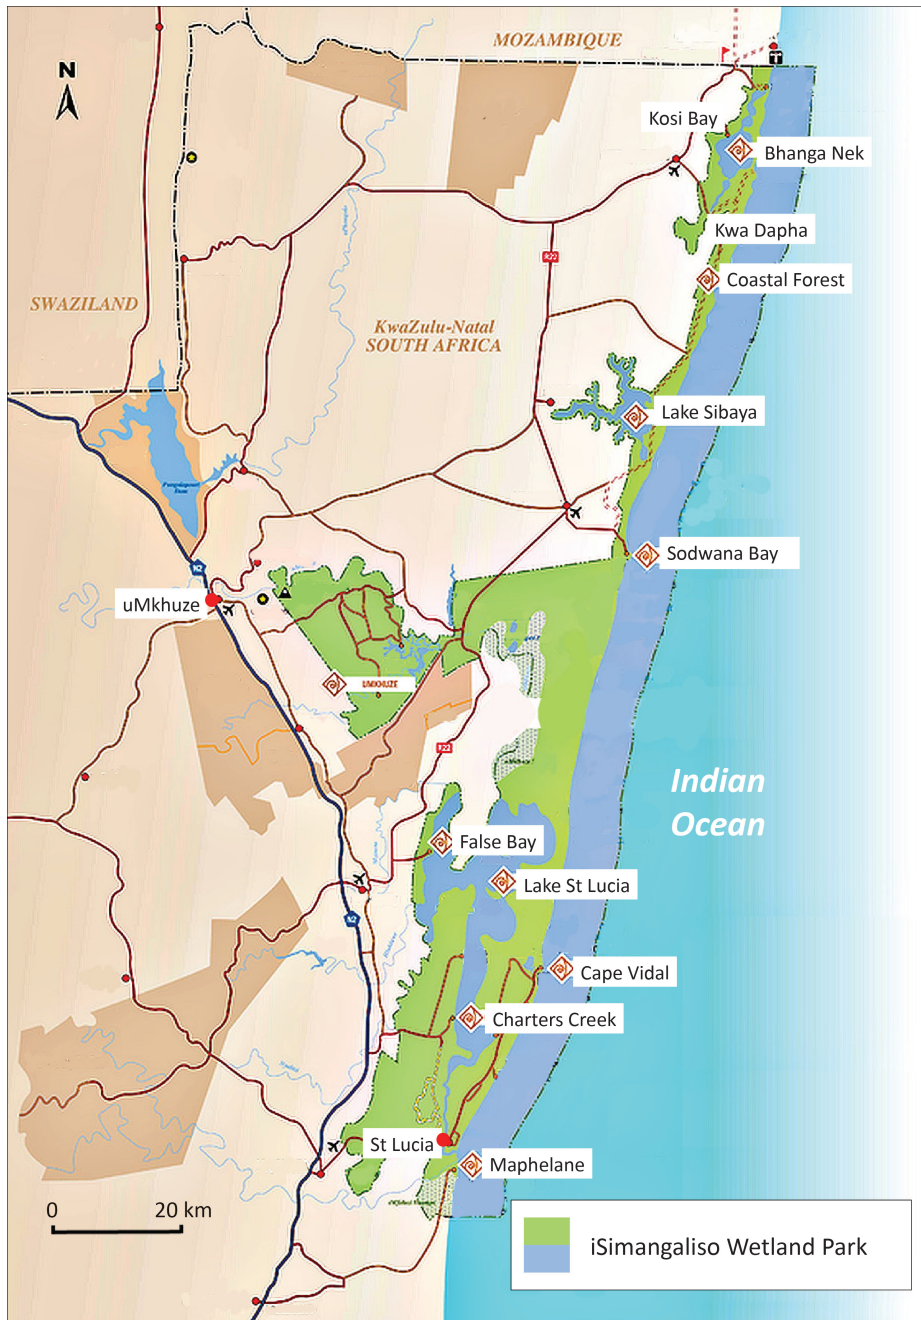 MOZAMBIQUE
N
Kosi Bay
Bhanga Nek
Kwa Dapha
R22
Coastal Forest
SWAZILAND
KwaZulu-Natal
SOUTH AFRICA
Lake Sibaya
Sodwana Bay
N2
uMkhuze
UMKHUZE
R22
Indian
Ocean
False Bay
Lake St Lucia
N2
Cape Vidal
Charters Creek
St Lucia
Maphelane
0 20 km
iSimangaliso Wetland Park